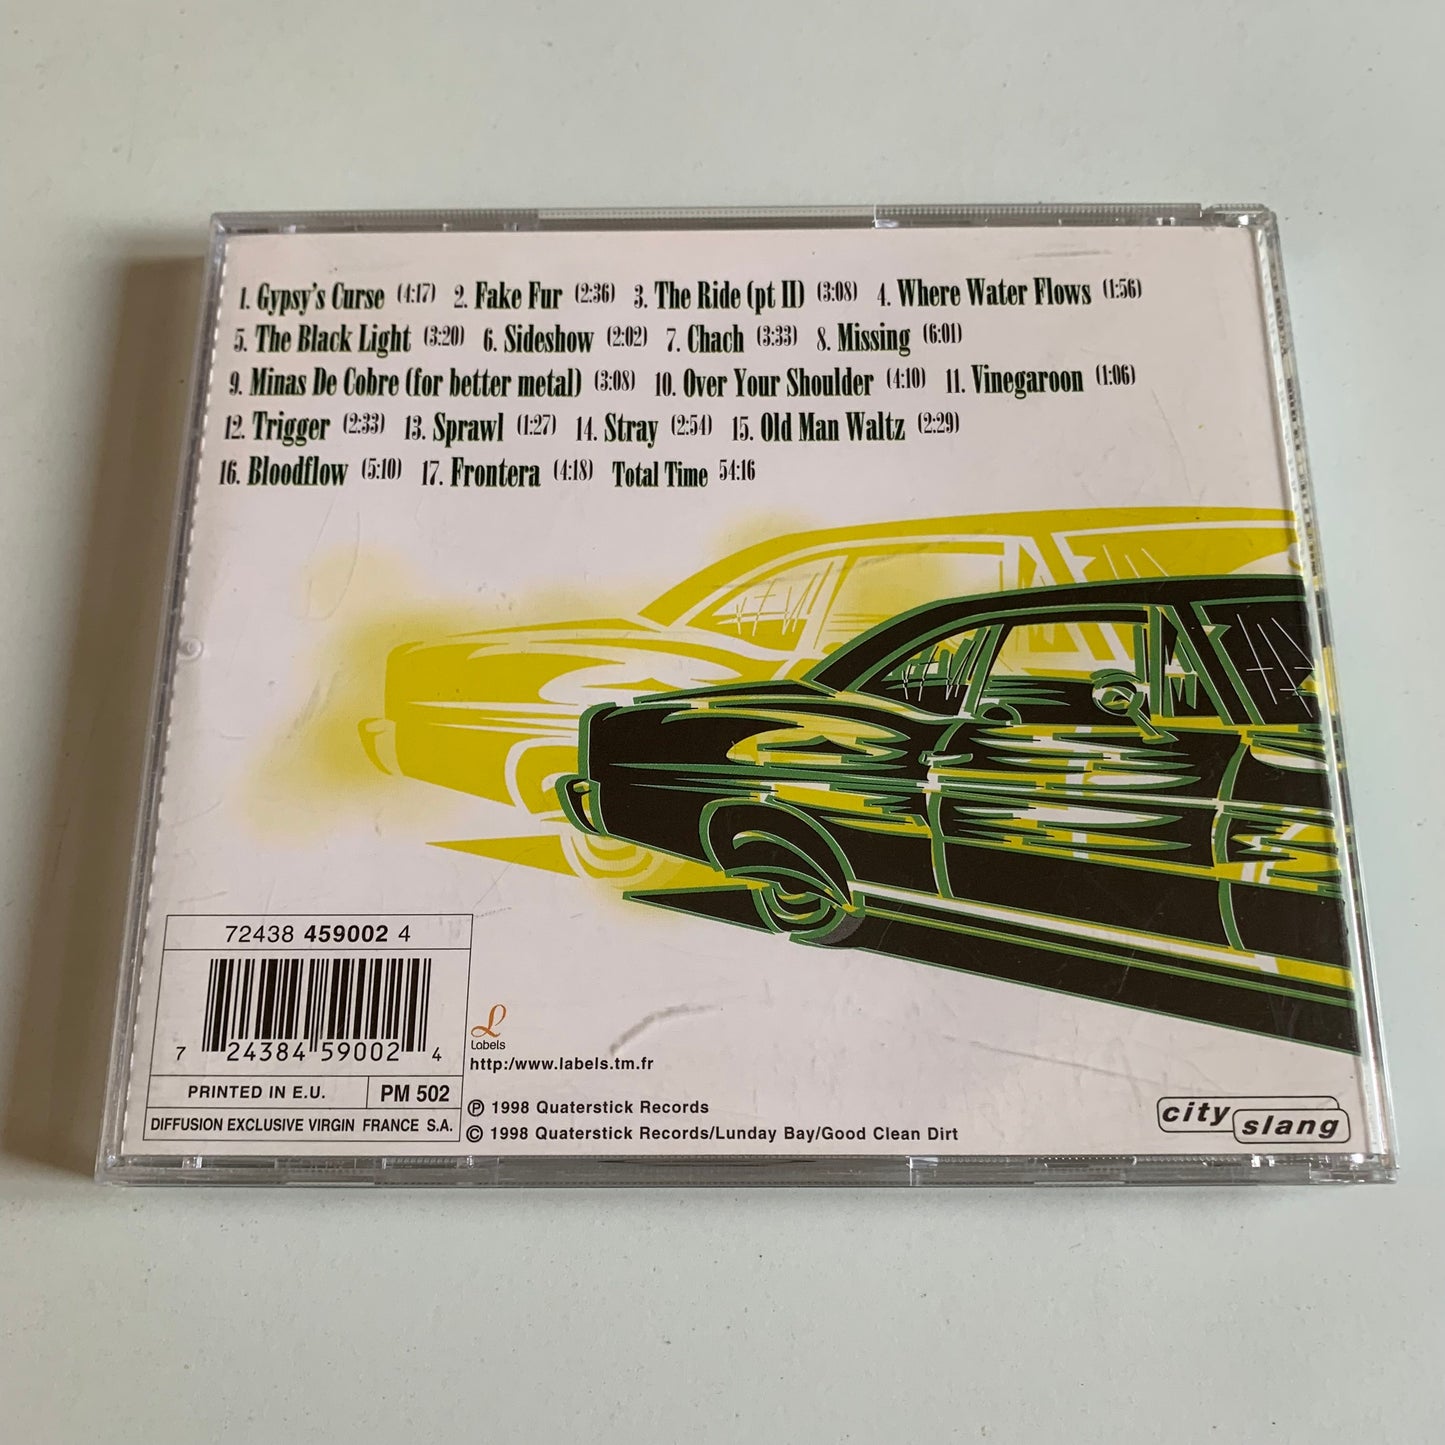 1. Gypsy's Curse (4:17) 2. Fake Fur (2:36) 3. The Ride (pt II) (3:08) 4. Where Water Flows (1:56)
5. The Black Light (3:20) 6. Sideshow (2:02) 7. Chach (3:33) 8. Missing (6:01)
9. Minas De Cobre (for better metal) (3:08) 10. Over Your Shoulder (4:10) 11. Vinegaroon (1:06)
12. Trigger (2:33) 13. Sprawl (1:27) 14. Stray (2:54) 15. Old Man Waltz (2:29)
16. Bloodflow (5:10) 17. Frontera (4:18) Total Time 54:16
72438 459002 4
7 24384 59002 4
PRINTED IN E.U. PM 502
DIFFUSION EXCLUSIVE VIRGIN FRANCE S.A.
L
Labels
http:/www.labels.tm.fr
℗ 1998 Quaterstick Records
© 1998 Quaterstick Records/Lunday Bay/Good Clean Dirt
city
slang